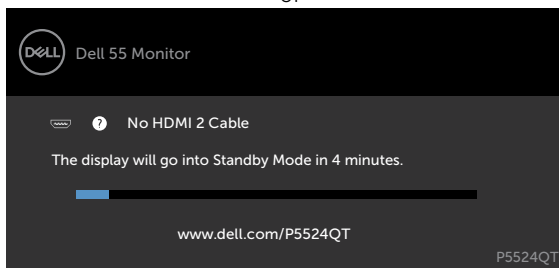 DELL Dell 55 Monitor
? No HDMI 2 Cable
The display will go into Standby Mode in 4 minutes.
www.dell.com/P5524QT
P5524QT